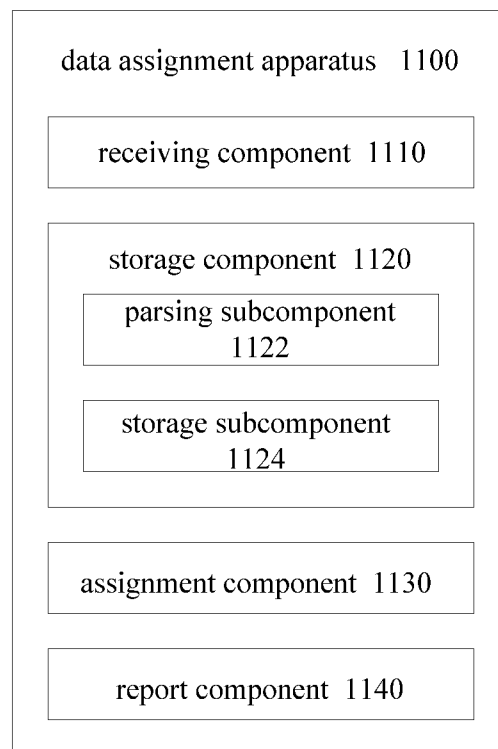 data assignment apparatus 1100
receiving component 1110
storage component 1120
parsing subcomponent
1122
storage subcomponent
1124
assignment component 1130
report component 1140